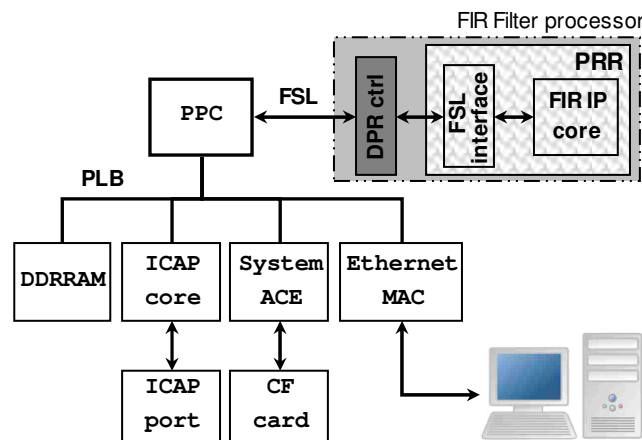 FIR Filter processor
PRR
PPC
FSL
DPR ctrl
FSL
interface
FIR IP
core
PLB
DDRRAM
ICAP
core
System
ACE
Ethernet
MAC
ICAP
port
CF
card